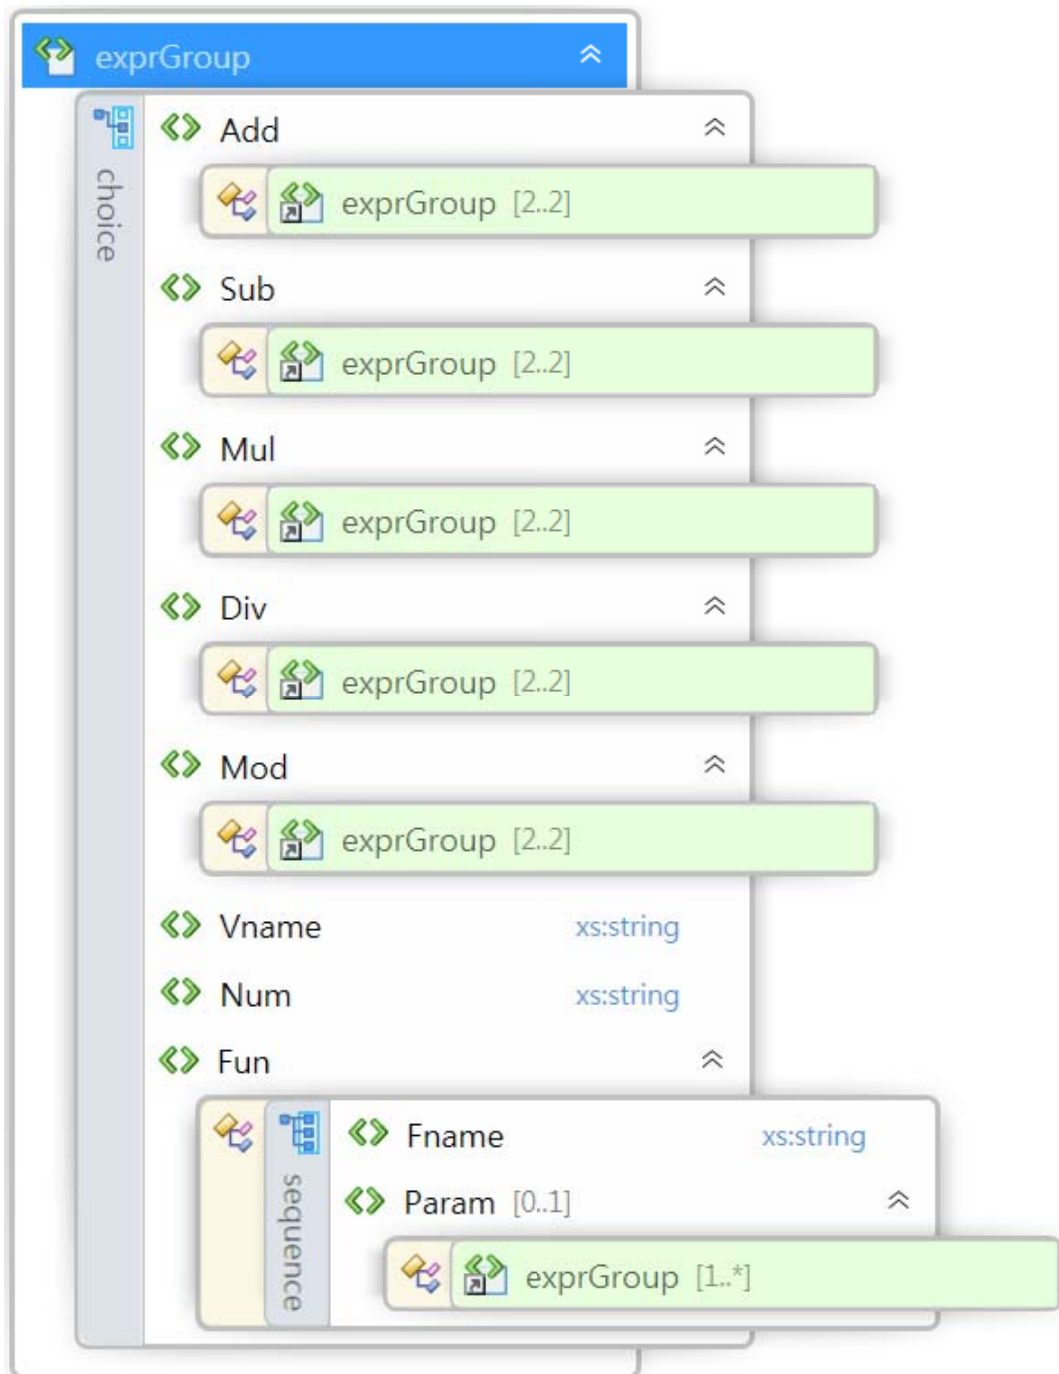 exprGroup
choice
Add
exprGroup [2..2]
Sub
exprGroup [2..2]
Mul
exprGroup [2..2]
Div
exprGroup [2..2]
Mod
exprGroup [2..2]
Vname xs:string
Num xs:string
Fun
sequence
Fname xs:string
Param [0..1]
exprGroup [1..*]